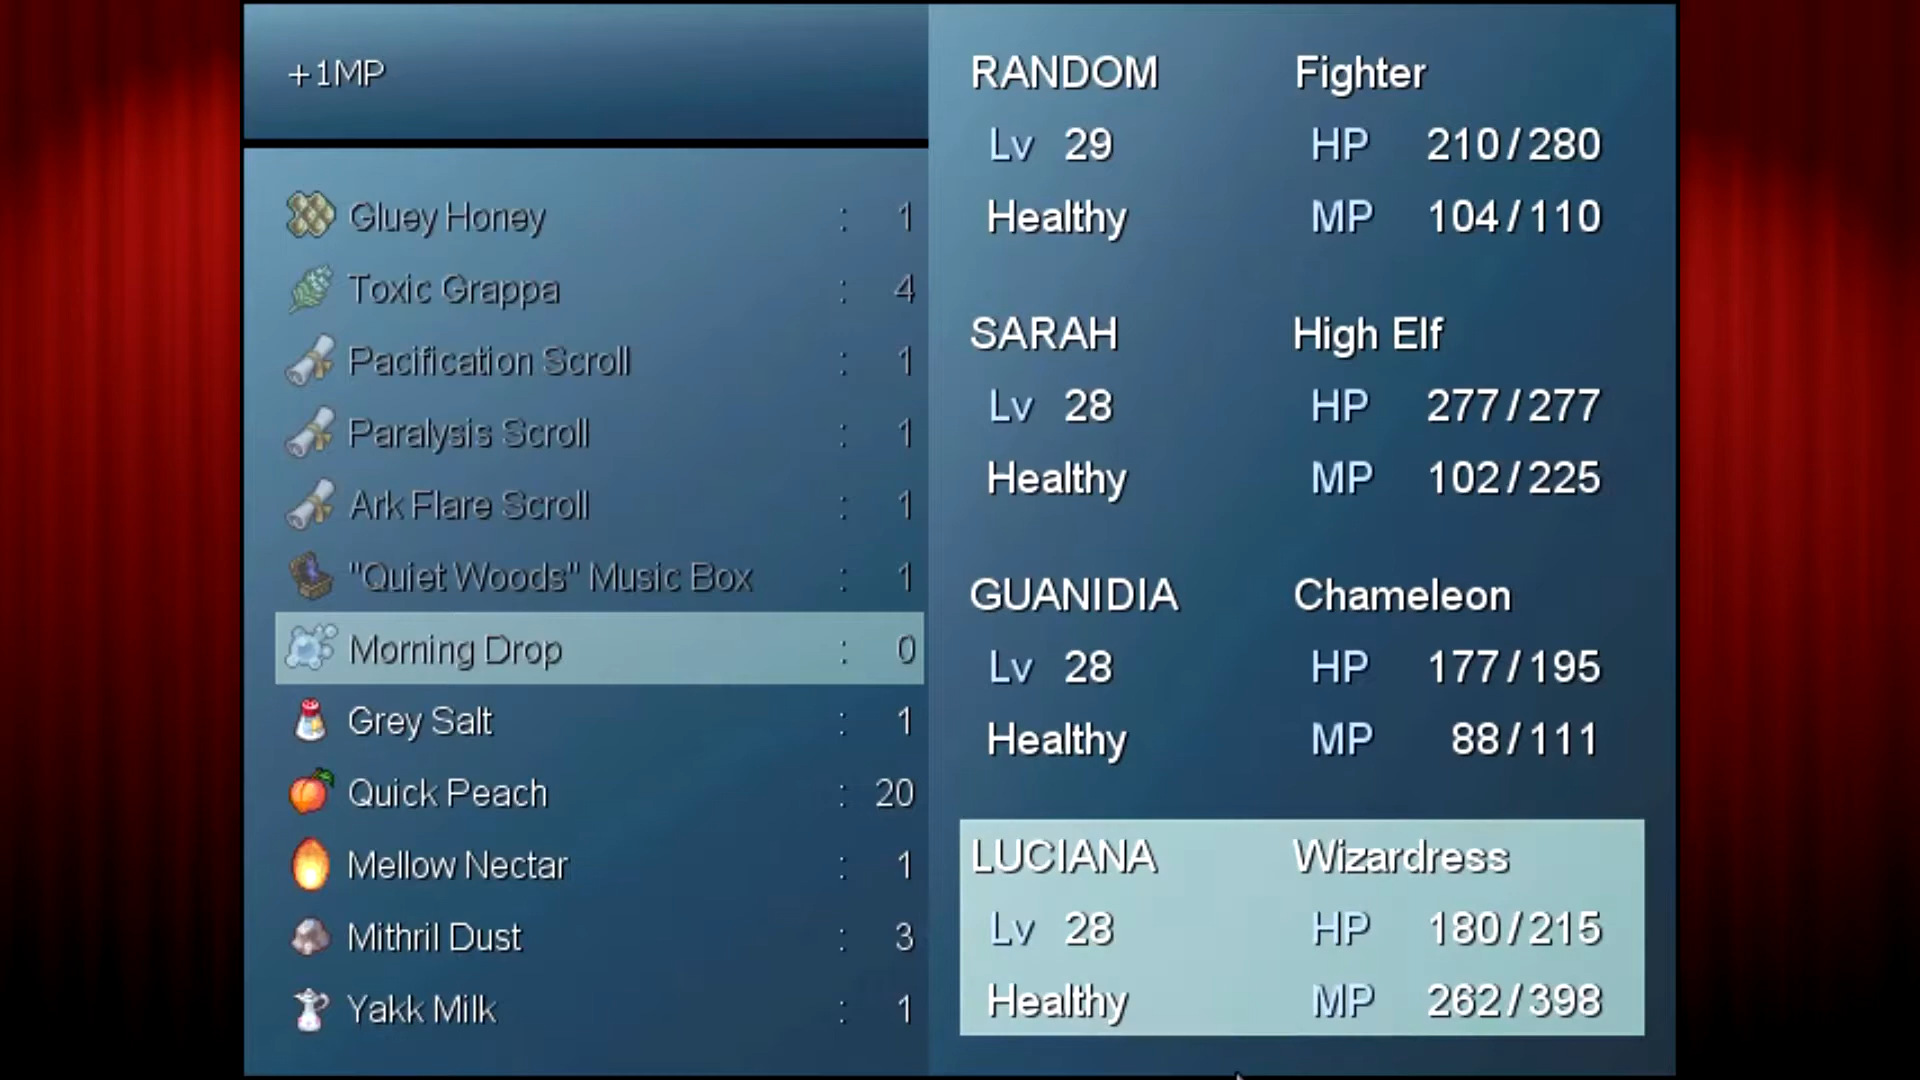 +1MP
Gluey Honey : 1
Toxic Grappa : 4
Pacification Scroll : 1
Paralysis Scroll : 1
Ark Flare Scroll : 1
"Quiet Woods" Music Box : 1
Morning Drop : 0
Grey Salt : 1
Quick Peach : 20
Mellow Nectar : 1
Mithril Dust : 3
Yakk Milk : 1
RANDOM Fighter
Lv 29 HP 210/280
Healthy MP 104/110
SARAH High Elf
Lv 28 HP 277/277
Healthy MP 102/225
GUANIDIA Chameleon
Lv 28 HP 177/195
Healthy MP 88/111
LUCIANA Wizardress
Lv 28 HP 180/215
Healthy MP 262/398